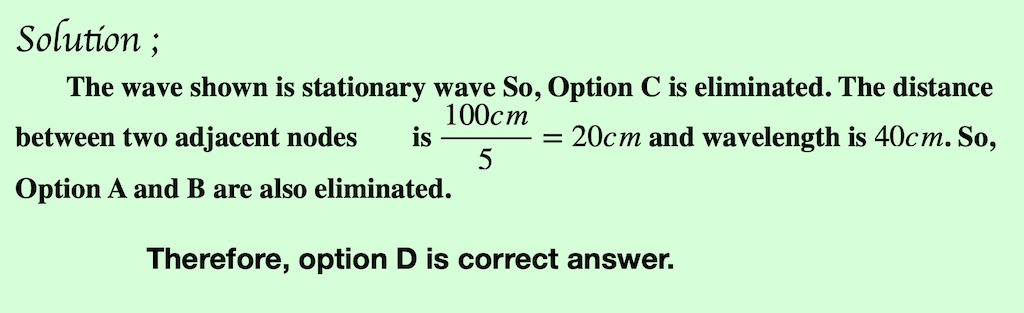 Solution ;
The wave shown is stationary wave So, Option C is eliminated. The distance
between two adjacent nodes is \frac{100cm}{5} = 20cm and wavelength is 40cm. So,
Option A and B are also eliminated.
Therefore, option D is correct answer.